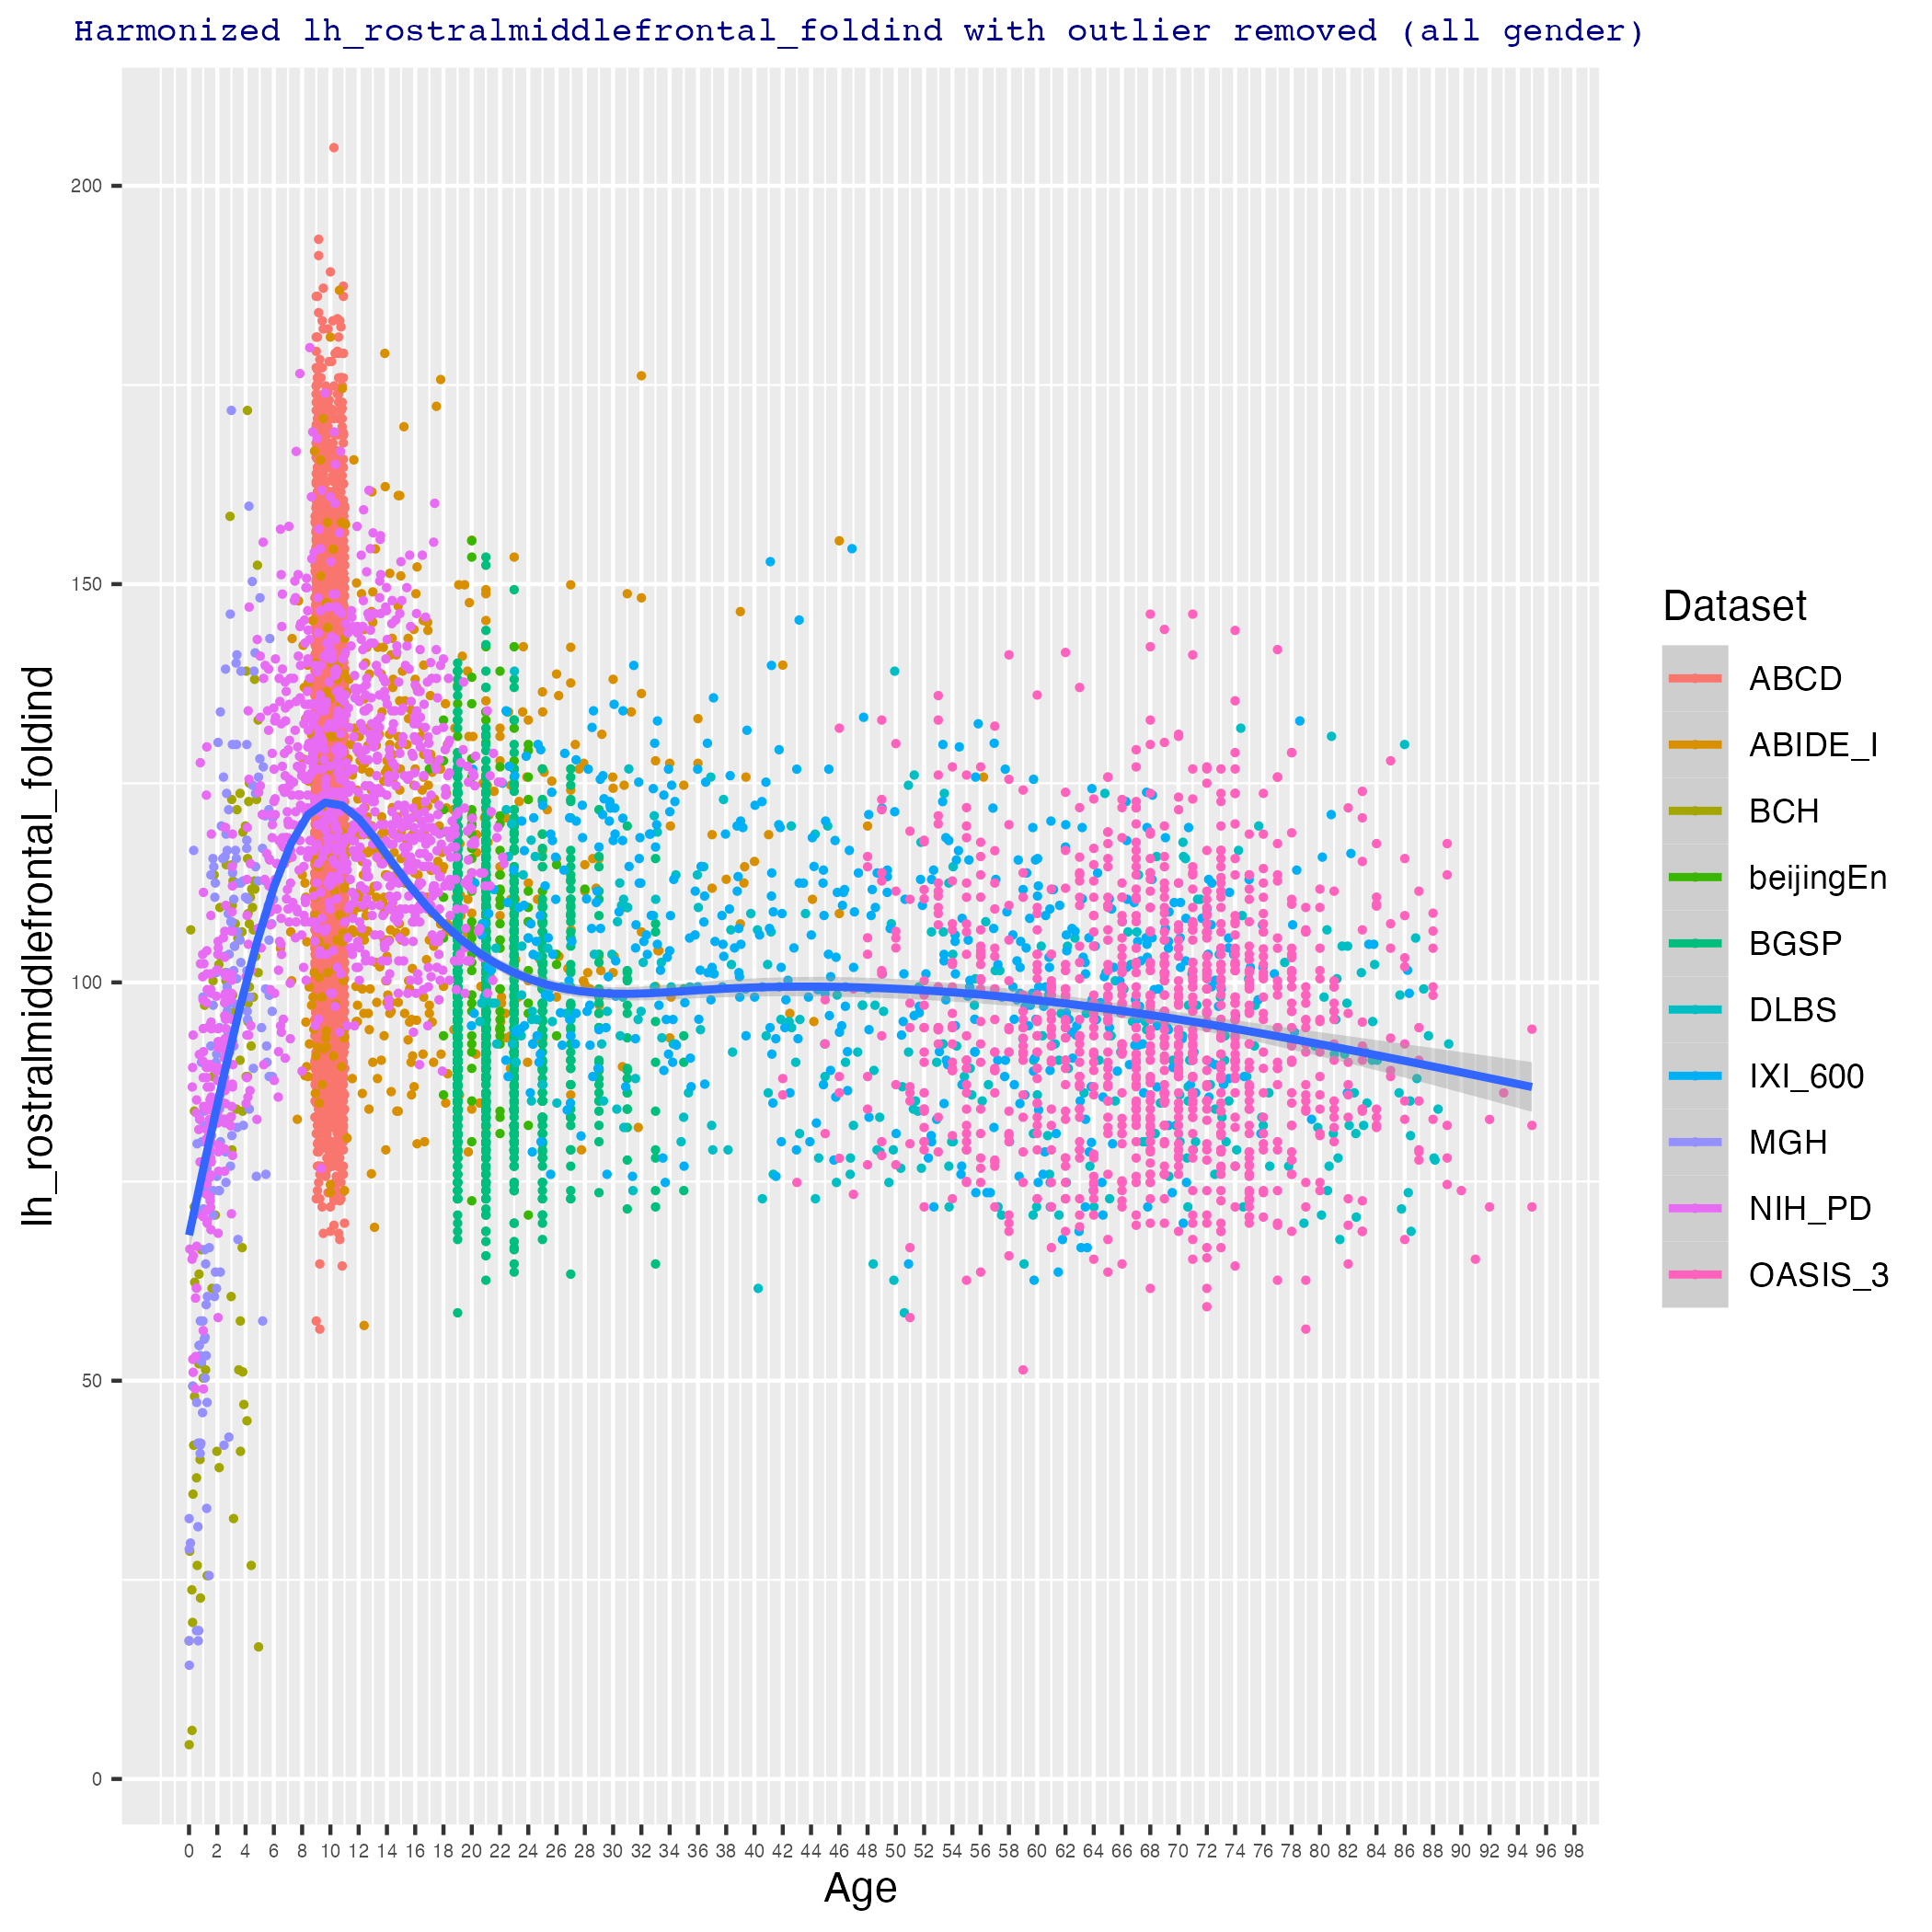 Harmonized lh_rostralmiddlefrontal_foldind with outlier removed (all gender)
lh_rostralmiddlefrontal_foldind
200
150
100
50
0
0 2 4 6 8 10 12 14 16 18 20 22 24 26 28 30 32 34 36 38 40 42 44 46 48 50 52 54 56 58 60 62 64 66 68 70 72 74 76 78 80 82 84 86 88 90 92 94 96 98
Age
Dataset
ABCD
ABIDE_I
BCH
beijingEn
BGSP
DLBS
IXI_600
MGH
NIH_PD
OASIS_3